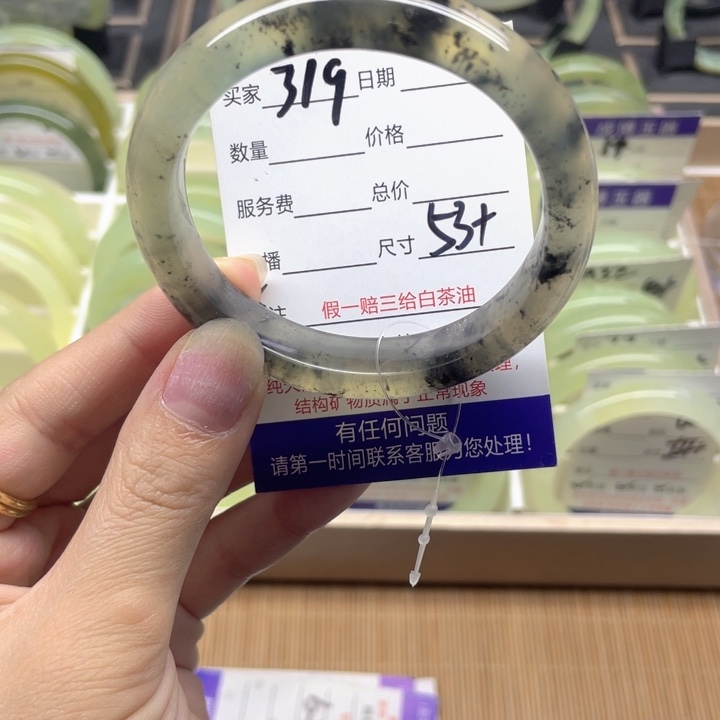 买家 319 日期
数量 价格
服务费 总价
播 尺寸 53+
注 假一赔三给白茶油
结构矿物质属于正常现象
有任何问题
请第一时间联系客服为您处理！